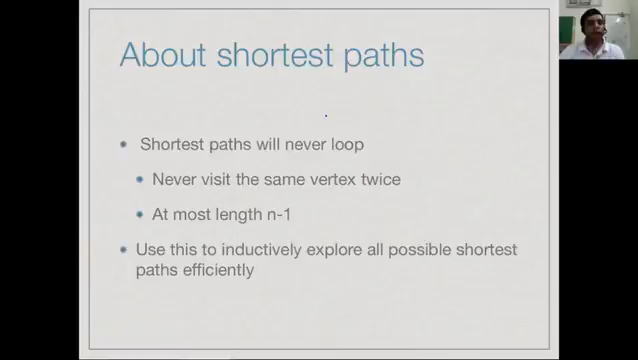 About shortest paths
Shortest paths will never loop
Never visit the same vertex twice
At most length n-1
Use this to inductively explore all possible shortest
paths efficiently